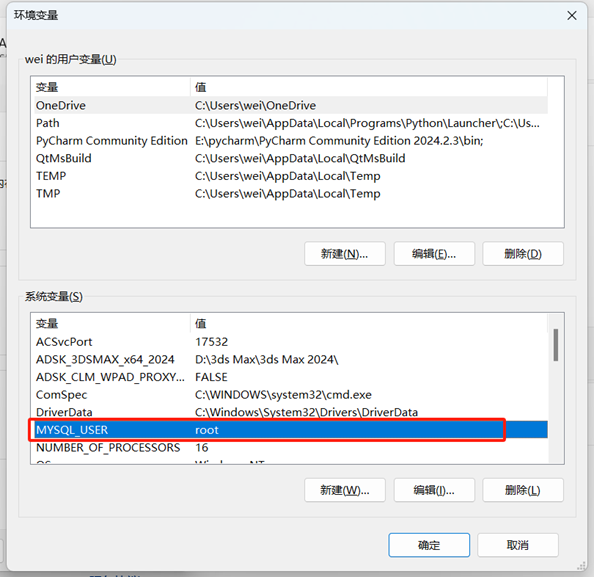 环境变量
wei 的用户变量(U)
变量 值
OneDrive C:\Users\wei\OneDrive
Path C:\Users\wei\AppData\Local\Programs\Python\Launcher\;C:\Us...
PyCharm Community Edition E:\pycharm\PyCharm Community Edition 2024.2.3\bin;
QtMsBuild C:\Users\wei\AppData\Local\QtMsBuild
TEMP C:\Users\wei\AppData\Local\Temp
TMP C:\Users\wei\AppData\Local\Temp
新建(N)... 编辑(E)... 删除(D)
系统变量(S)
变量 值
ACSvcPort 17532
ADSK_3DSMAX_x64_2024 D:\3ds Max\3ds Max 2024\
ADSK_CLM_WPAD_PROXY... FALSE
ComSpec C:\WINDOWS\system32\cmd.exe
DriverData C:\Windows\System32\Drivers\DriverData
MYSQL_USER root
NUMBER_OF_PROCESSORS 16
OS Windows_NT
新建(W)... 编辑(I)... 删除(L)
确定 取消